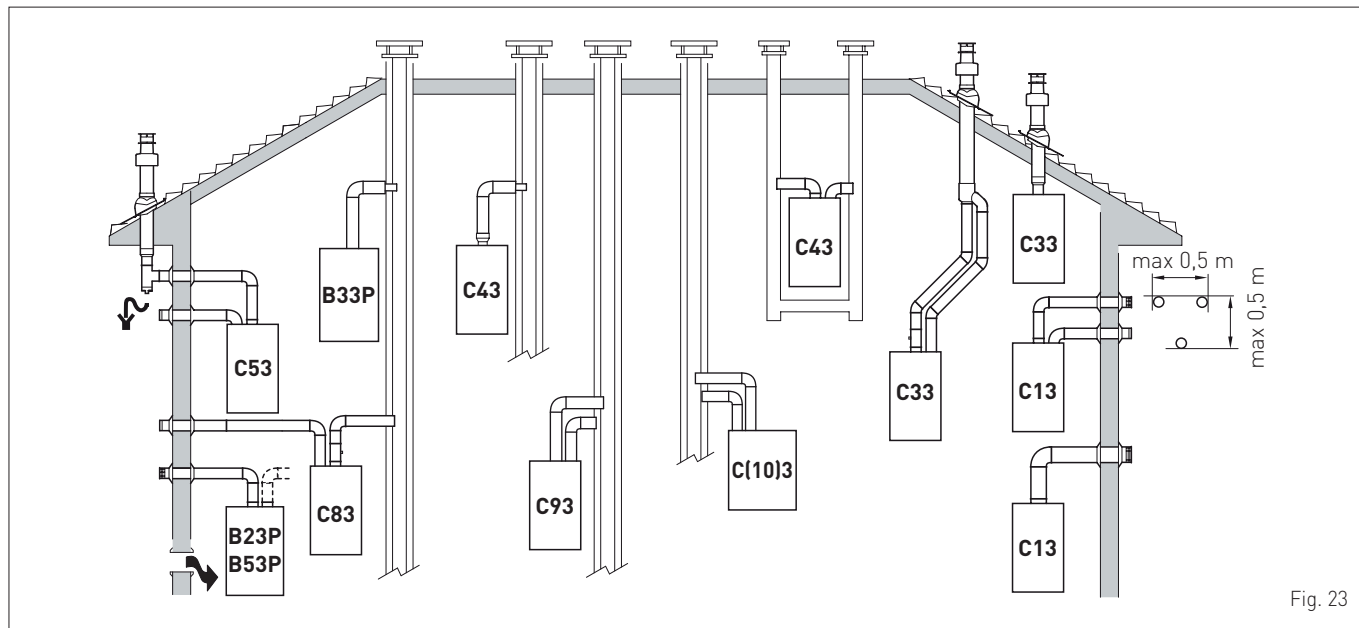 B33P
C43
C43
C33
C33
max 0,5 m
max 0,5 m
C53
C13
C83
C93
C(10)3
B23P
B53P
C13
Fig. 23